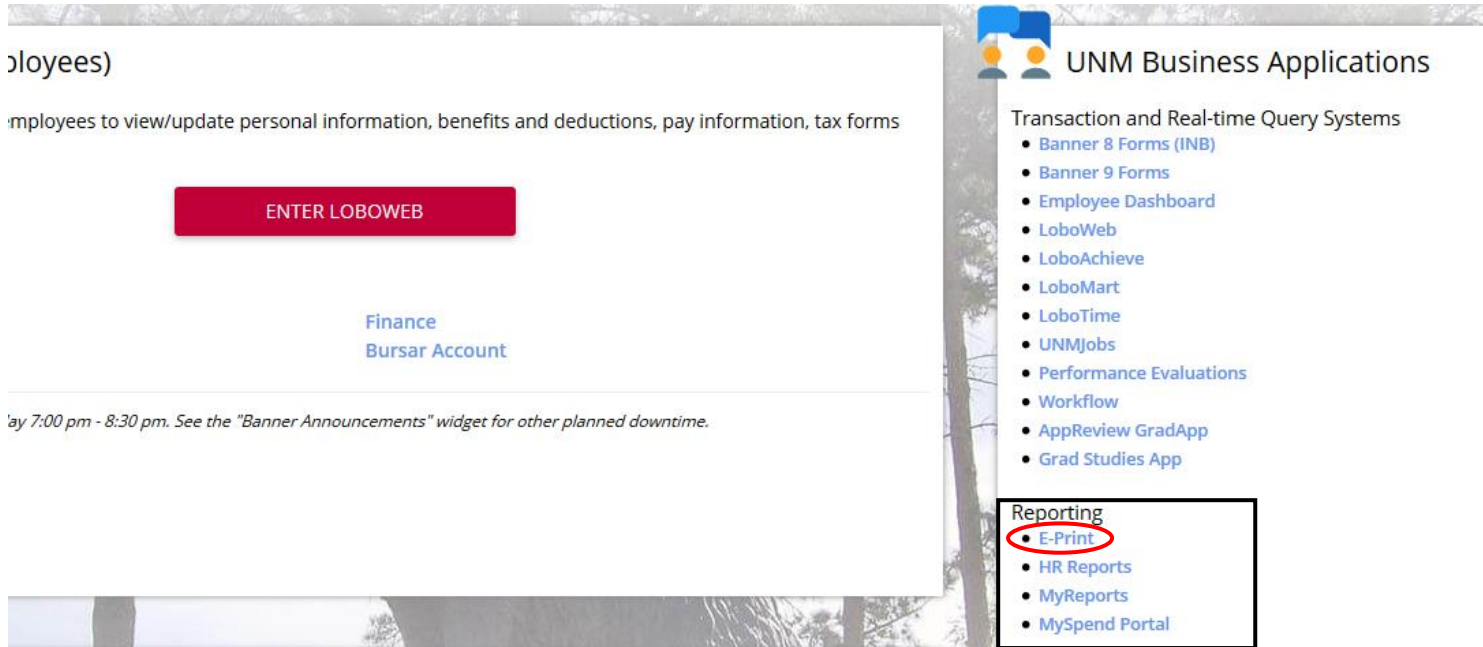 ployees)
employees to view/update personal information, benefits and deductions, pay information, tax forms
ENTER LOBOWEB
Finance
Bursar Account
ay 7:00 pm - 8:30 pm. See the "Banner Announcements" widget for other planned downtime.
UNM Business Applications
Transaction and Real-time Query Systems
• Banner 8 Forms (INB)
• Banner 9 Forms
• Employee Dashboard
• LoboWeb
• LoboAchieve
• LoboMart
• LoboTime
• UNMJobs
• Performance Evaluations
• Workflow
• AppReview GradApp
• Grad Studies App
Reporting
• E-Print
• HR Reports
• MyReports
• MySpend Portal